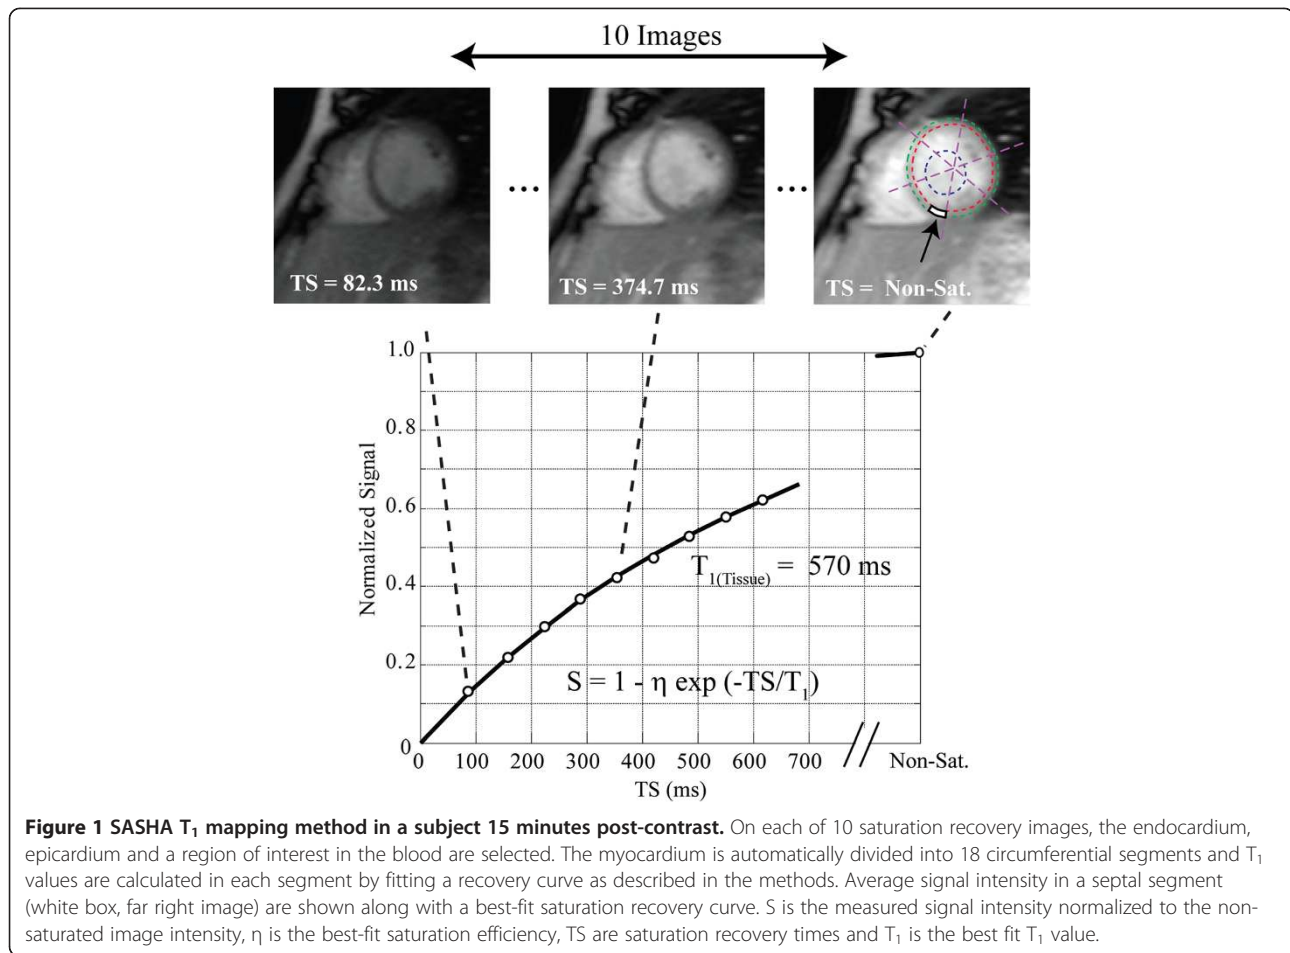 10 Images
TS = 82.3 ms
...
TS = 374.7 ms
...
TS = Non-Sat.
1.0
0.8
0.6
0.4
0.2
0
Normalized Signal
T1(Tissue) = 570 ms
S = 1 - η exp (-TS/T1)
0 100 200 300 400 500 600 700 // Non-Sat.
TS (ms)
Figure 1 SASHA T1 mapping method in a subject 15 minutes post-contrast. On each of 10 saturation recovery images, the endocardium,
epicardium and a region of interest in the blood are selected. The myocardium is automatically divided into 18 circumferential segments and T1
values are calculated in each segment by fitting a recovery curve as described in the methods. Average signal intensity in a septal segment
(white box, far right image) are shown along with a best-fit saturation recovery curve. S is the measured signal intensity normalized to the non-
saturated image intensity, η is the best-fit saturation efficiency, TS are saturation recovery times and T1 is the best fit T1 value.